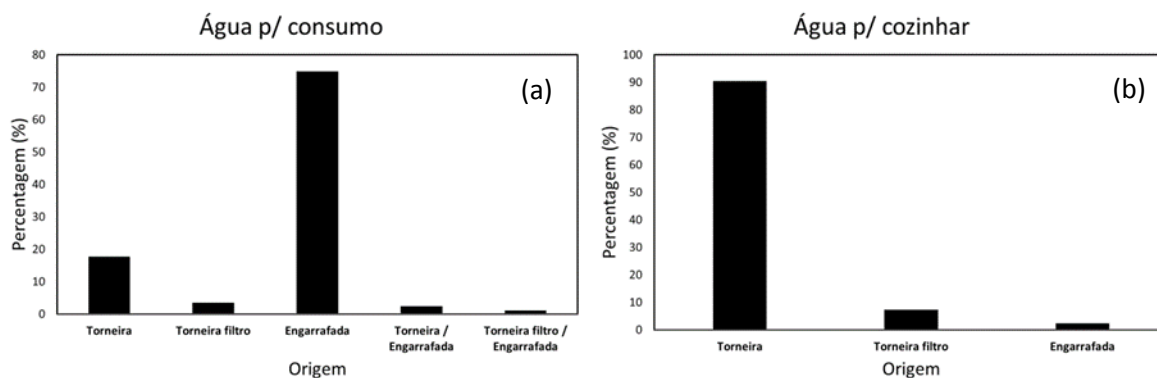 Água p/ consumo
(a)
Percentagem (%)
80
70
60
50
40
30
20
10
0
Torneira
Torneira filtro
Engarrafada
Torneira /
Engarrafada
Torneira filtro /
Engarrafada
Origem
Água p/ cozinhar
(b)
Percentagem (%)
100
90
80
70
60
50
40
30
20
10
0
Torneira
Torneira filtro
Engarrafada
Origem